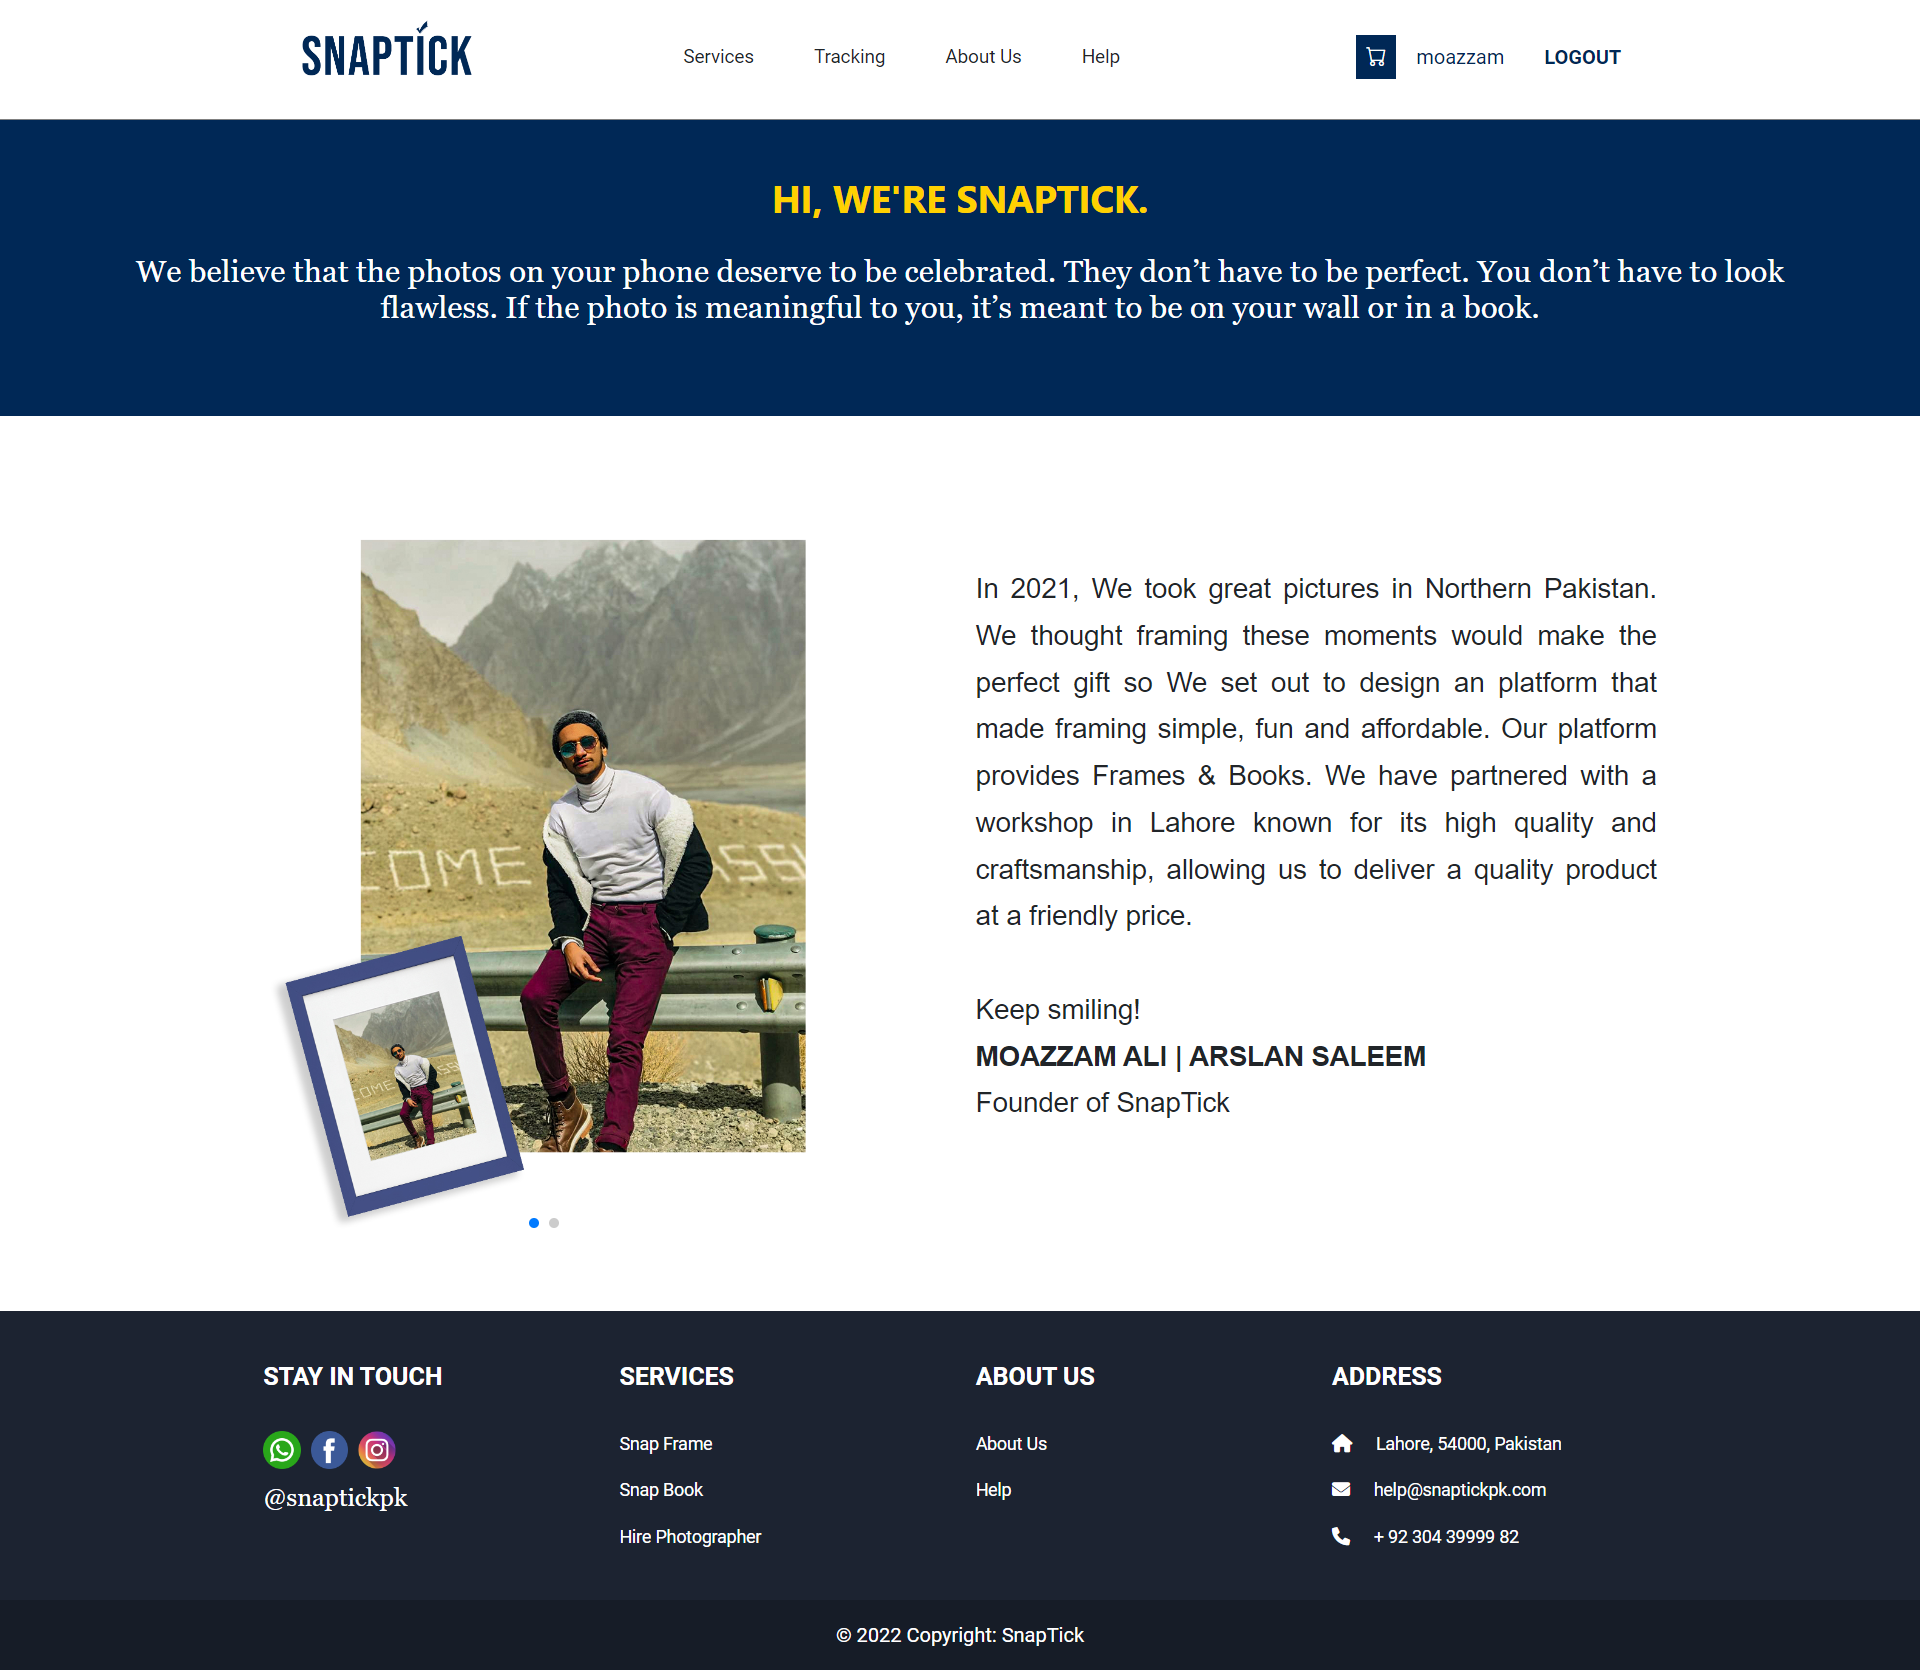 SNAPTICK
Services Tracking About Us Help
moazzam LOGOUT
HI, WE'RE SNAPTICK.
We believe that the photos on your phone deserve to be celebrated. They don’t have to be perfect. You don’t have to look
flawless. If the photo is meaningful to you, it’s meant to be on your wall or in a book.
COME ASSU
COME SS
In 2021, We took great pictures in Northern Pakistan.
We thought framing these moments would make the
perfect gift so We set out to design an platform that
made framing simple, fun and affordable. Our platform
provides Frames & Books. We have partnered with a
workshop in Lahore known for its high quality and
craftsmanship, allowing us to deliver a quality product
at a friendly price.
Keep smiling!
MOAZZAM ALI | ARSLAN SALEEM
Founder of SnapTick
STAY IN TOUCH
@snaptickpk
SERVICES
Snap Frame
Snap Book
Hire Photographer
ABOUT US
About Us
Help
ADDRESS
Lahore, 54000, Pakistan
help@snaptickpk.com
+ 92 304 39999 82
© 2022 Copyright: SnapTick